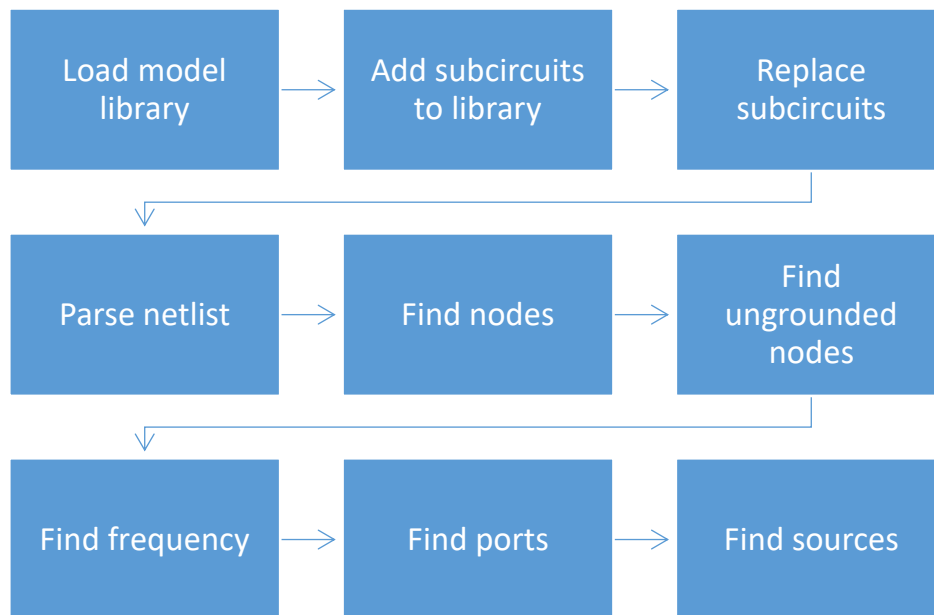 Load model
library
Add subcircuits
to library
Replace
subcircuits
Parse netlist
Find nodes
Find
ungrounded
nodes
Find frequency
Find ports
Find sources